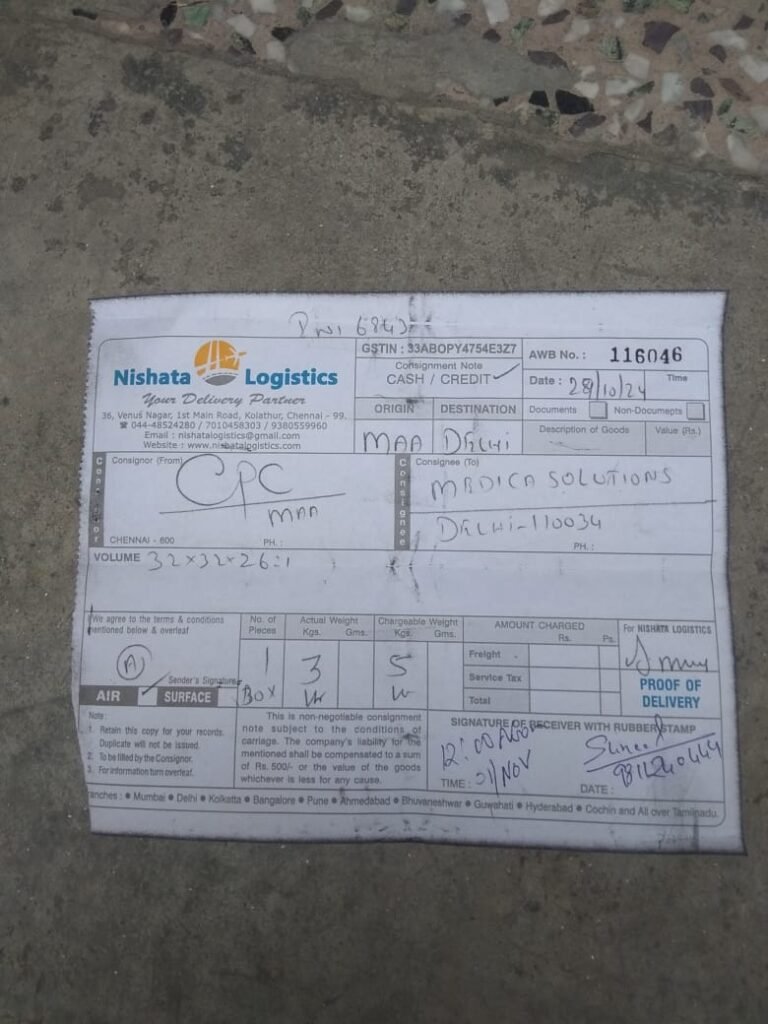 GSTIN : 33ABOPY4754E3Z7
AWB No. : 116046
Nishata Logistics
Your Delivery Partner
36, Venus Nagar, 1st Main Road, Kolathur, Chennai - 99.
☎ 044-48524280 / 7010458303 / 9380559960
Email : nishatalogistics@gmail.com
Website : www.nishatalogistics.com
Consignment Note
CASH / CREDIT ✓
Date : 28/10/24 Time
ORIGIN DESTINATION
MAA DELHI
Documents Non-Documents
Description of Goods Value (Rs.)
Consignor
Consignor (From)
CPC
MAA
CHENNAI - 600 PH. :
Consignee
Consignee (To)
MEDICA SOLUTIONS
DELHI-110034
PH. :
VOLUME 32×32×26:1
We agree to the terms & conditions
mentioned below & overleaf
A
Sender's Signature
AIR SURFACE
No. of Pieces
1
BOX
Actual Weight
Kgs. Gms.
3
Chargeable Weight
Kgs. Gms.
5
AMOUNT CHARGED
Rs. Ps.
Freight
Service Tax
Total
For NISHATA LOGISTICS
PROOF OF
DELIVERY
Note:
1. Retain this copy for your records.
Duplicate will not be issued.
2. To be filled by the Consignor.
3. For information turn overleaf.
This is non-negotiable consignment
note subject to the conditions of
carriage. The company's liability for the
mentioned shall be compensated to a sum
of Rs. 500/- or the value of the goods
whichever is less for any cause.
SIGNATURE OF RECEIVER WITH RUBBER STAMP
12:00
TIME : 01/NOV
DATE :
anches : ● Mumbai ● Delhi ● Kolkatta ● Bangalore ● Pune ● Ahmedabad ● Bhuvaneshwar ● Guwahati ● Hyderabad ● Cochin and All over Tamilnadu.